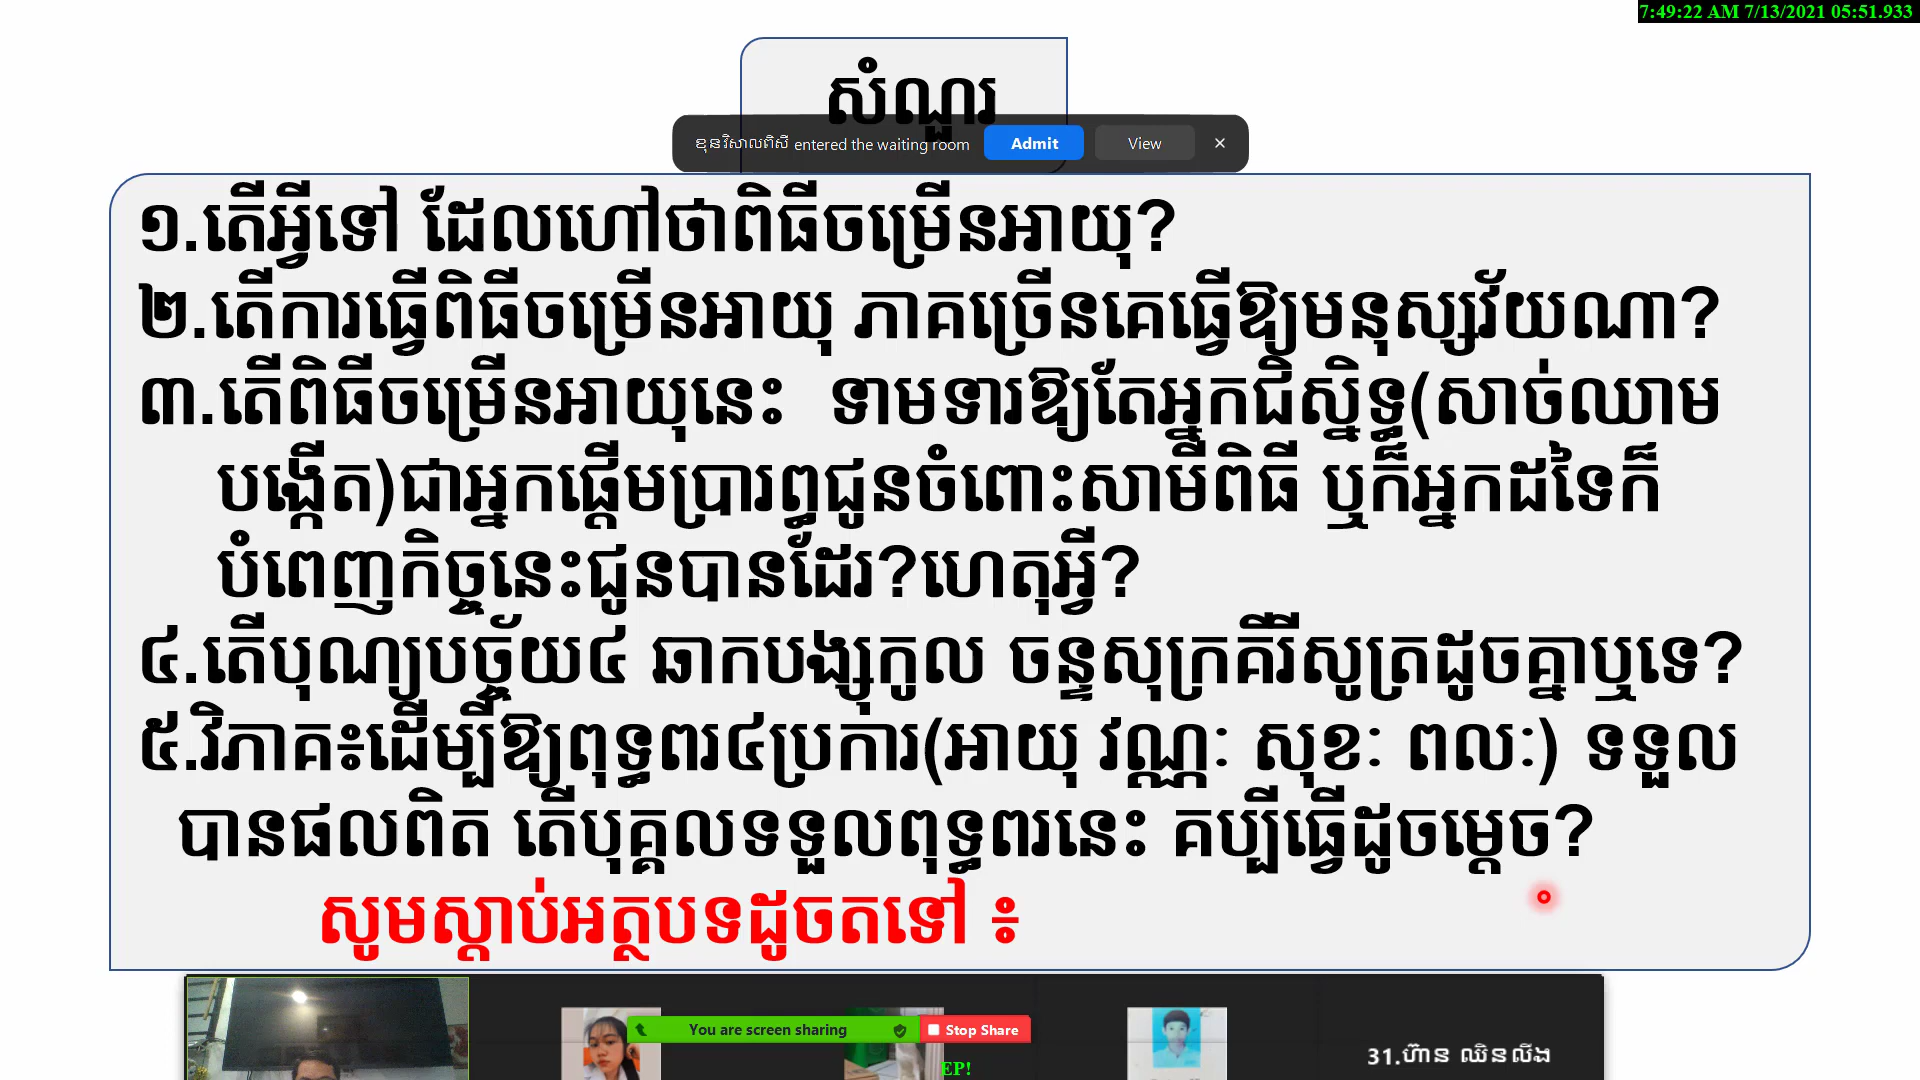 7:49:22 AM 7/13/2021 05:51.933
សំណួរ
ខុនវិសាលពិសី entered the waiting room Admit View ×
១.តើអ្វីទៅ ដែលហៅថាពិធីចម្រើនអាយុ?
២.តើការធ្វើពិធីចម្រើនអាយុ ភាគច្រើនគេធ្វើឱ្យមនុស្សវ័យណា?
៣.តើពិធីចម្រើនអាយុនេះ ទាមទារឱ្យតែអ្នកជិតស្និទ្ធ(សាច់ឈាម
បង្កើត)ជាអ្នកផ្ដើមប្រារព្ធជូនចំពោះសាមីពិធី ឬក៏អ្នកដទៃក៏
បំពេញកិច្ចនេះជូនបានដែរ?ហេតុអ្វី?
៤.តើបុណ្យបច្ច័យ៤ ឆាកបង្សុកូល ចន្ទសុក្រគីរីសូត្រដូចគ្នាឬទេ?
៥.វិភាគ៖ដើម្បីឱ្យពុទ្ធពរ៤ប្រការ(អាយុ វណ្ណៈ សុខៈ ពលៈ) ទទួល
បានផលពិត តើបុគ្គលទទួលពុទ្ធពរនេះ គប្បីធ្វើដូចម្ដេច?
សូមស្ដាប់អត្ថបទដូចតទៅ ៖
You are screen sharing Stop Share
EP!
31.ហ៊ាន ឈិនលីង